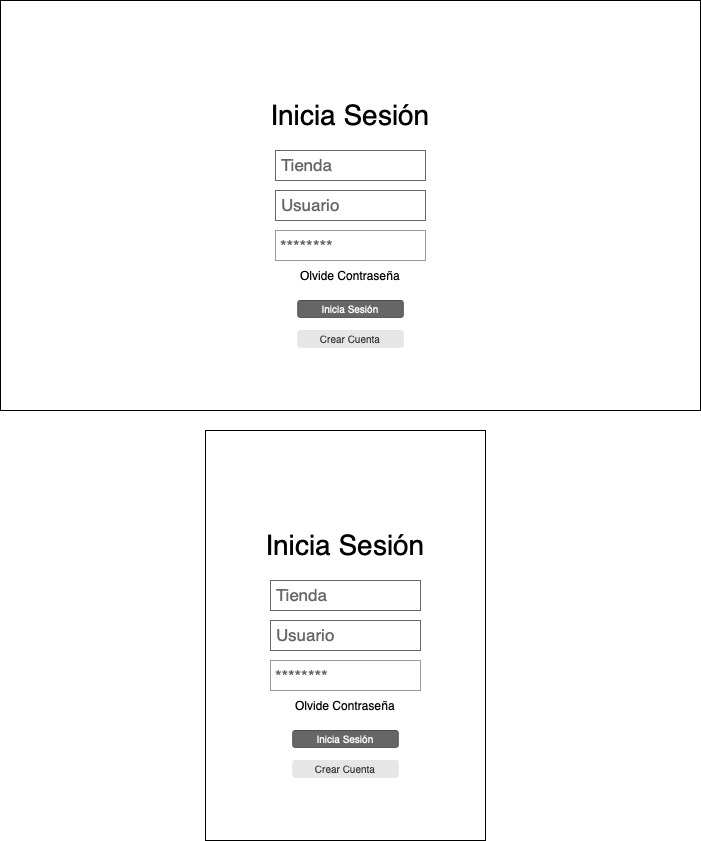 Inicia Sesión
Tienda
Usuario
********
Olvide Contraseña
Inicia Sesión
Crear Cuenta
Inicia Sesión
Tienda
Usuario
********
Olvide Contraseña
Inicia Sesión
Crear Cuenta